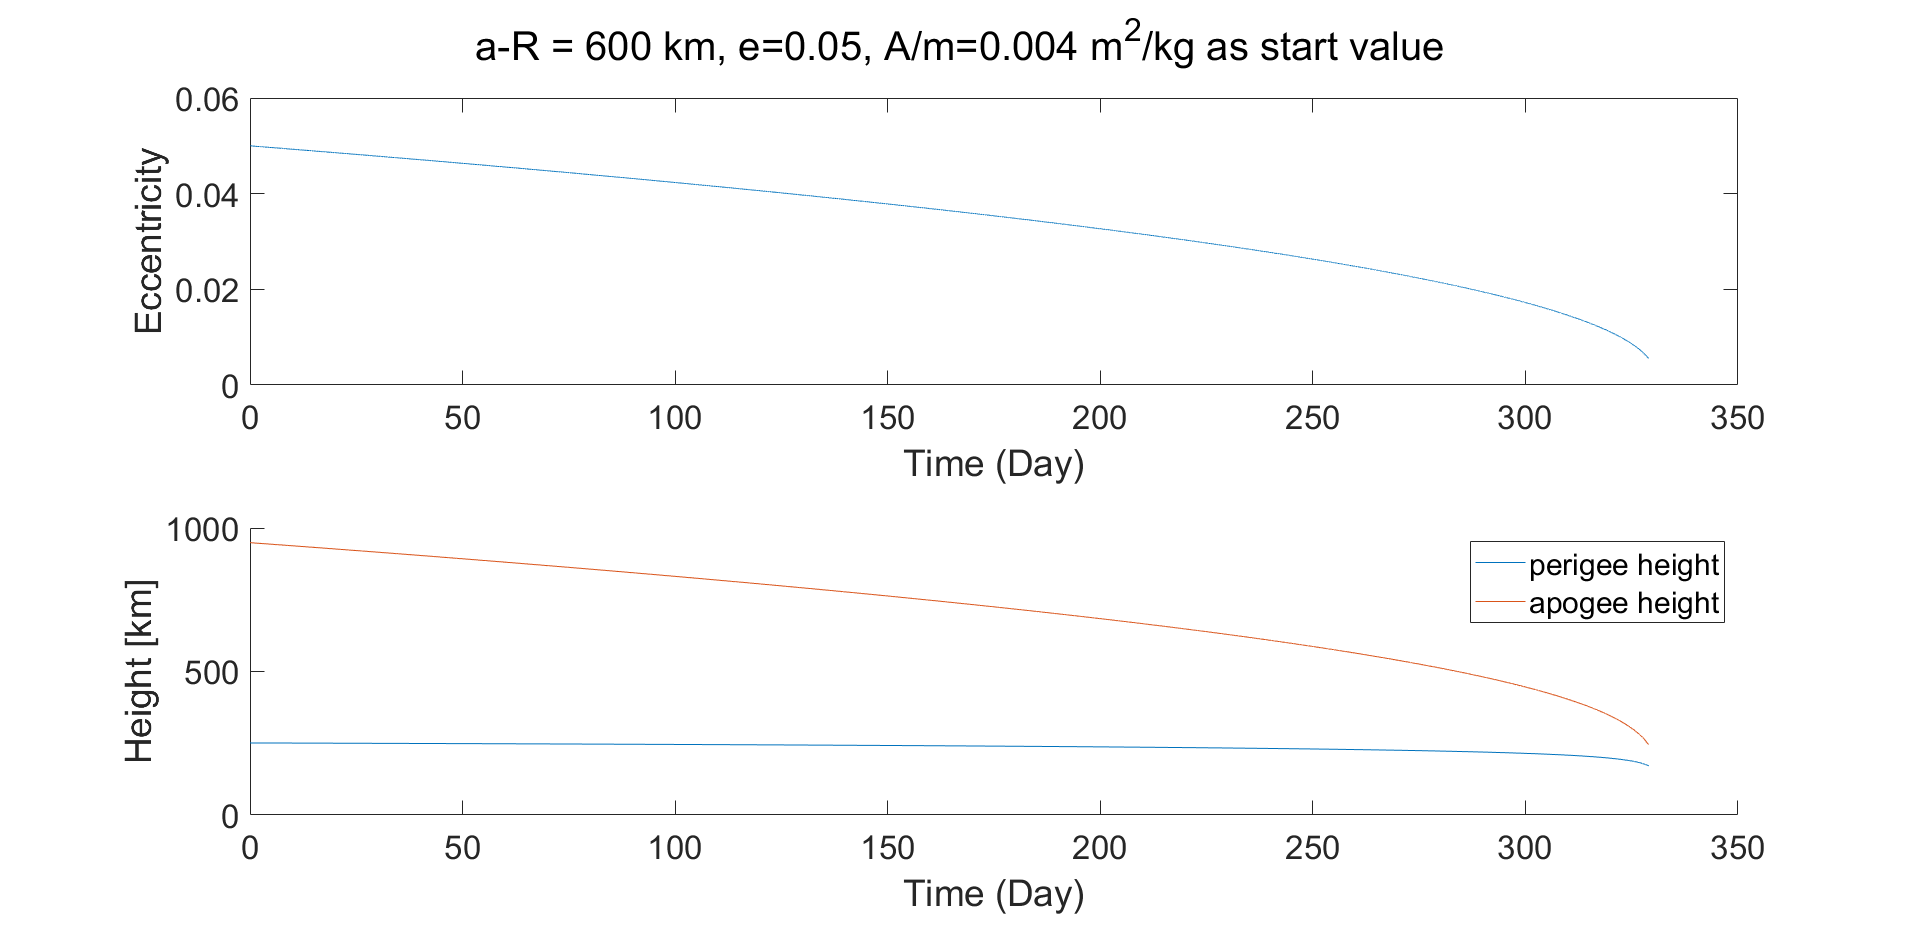 a-R = 600 km, e=0.05, A/m=0.004 m²/kg as start value
0.06
0.04
0.02
0
Eccentricity
0 50 100 150 200 250 300 350
Time (Day)
1000
500
0
Height [km]
perigee height
apogee height
0 50 100 150 200 250 300 350
Time (Day)